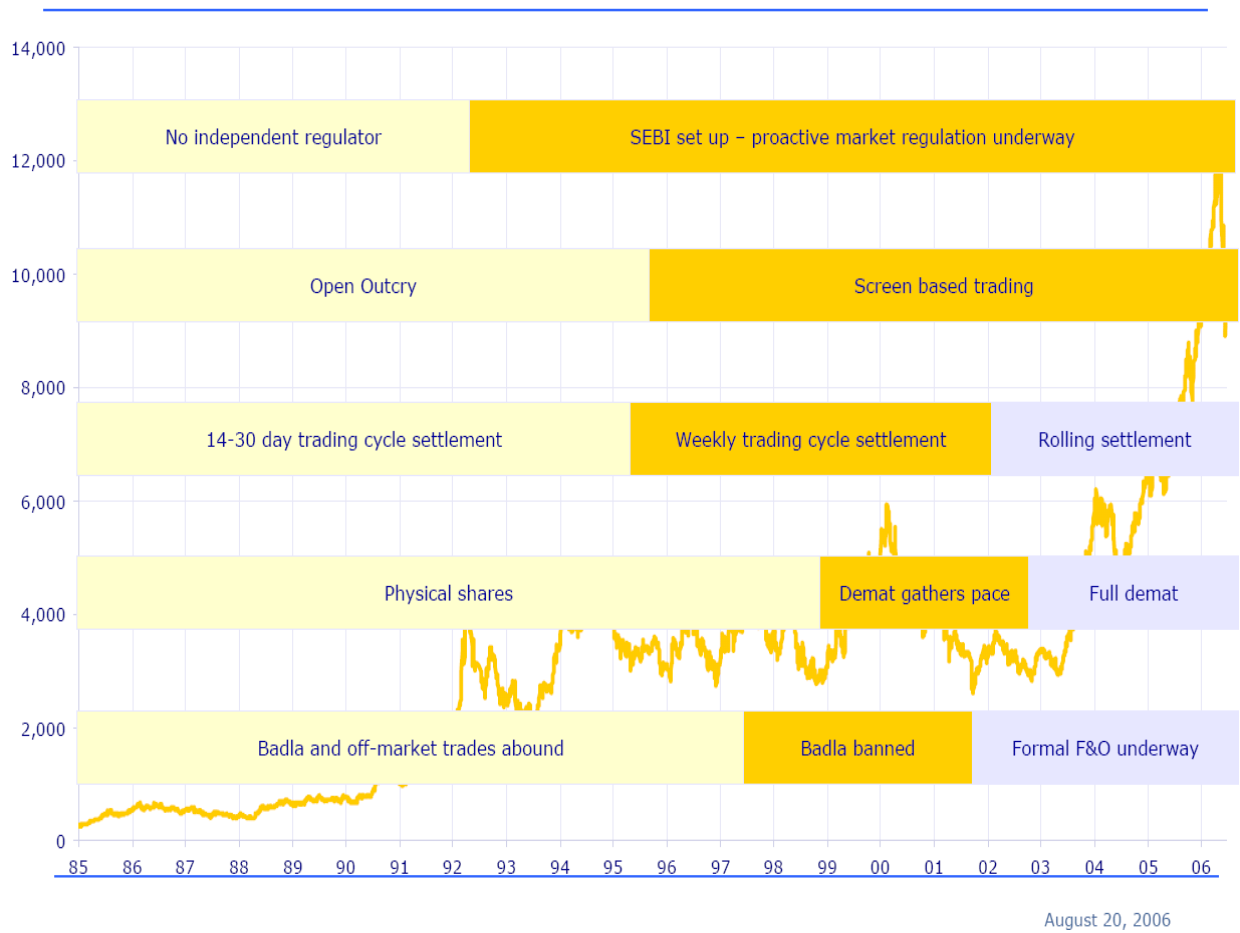 14,000
No independent regulator SEBI set up – proactive market regulation underway
12,000
10,000
Open Outcry Screen based trading
8,000
14-30 day trading cycle settlement Weekly trading cycle settlement Rolling settlement
6,000
Physical shares Demat gathers pace Full demat
4,000
2,000
Badla and off-market trades abound Badla banned Formal F&O underway
0
85 86 87 88 89 90 91 92 93 94 95 96 97 98 99 00 01 02 03 04 05 06
August 20, 2006